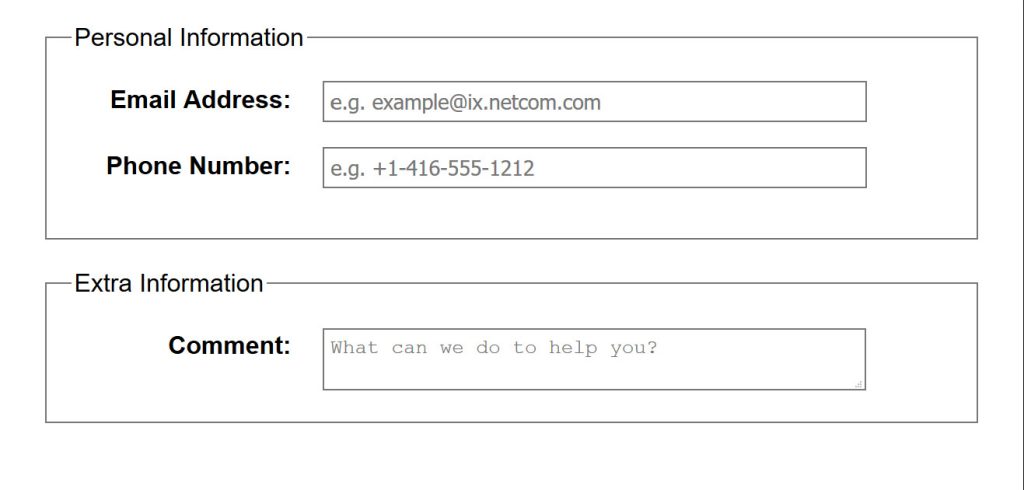 Personal Information
Email Address: e.g. example@ix.netcom.com
Phone Number: e.g. +1-416-555-1212
Extra Information
Comment: What can we do to help you?